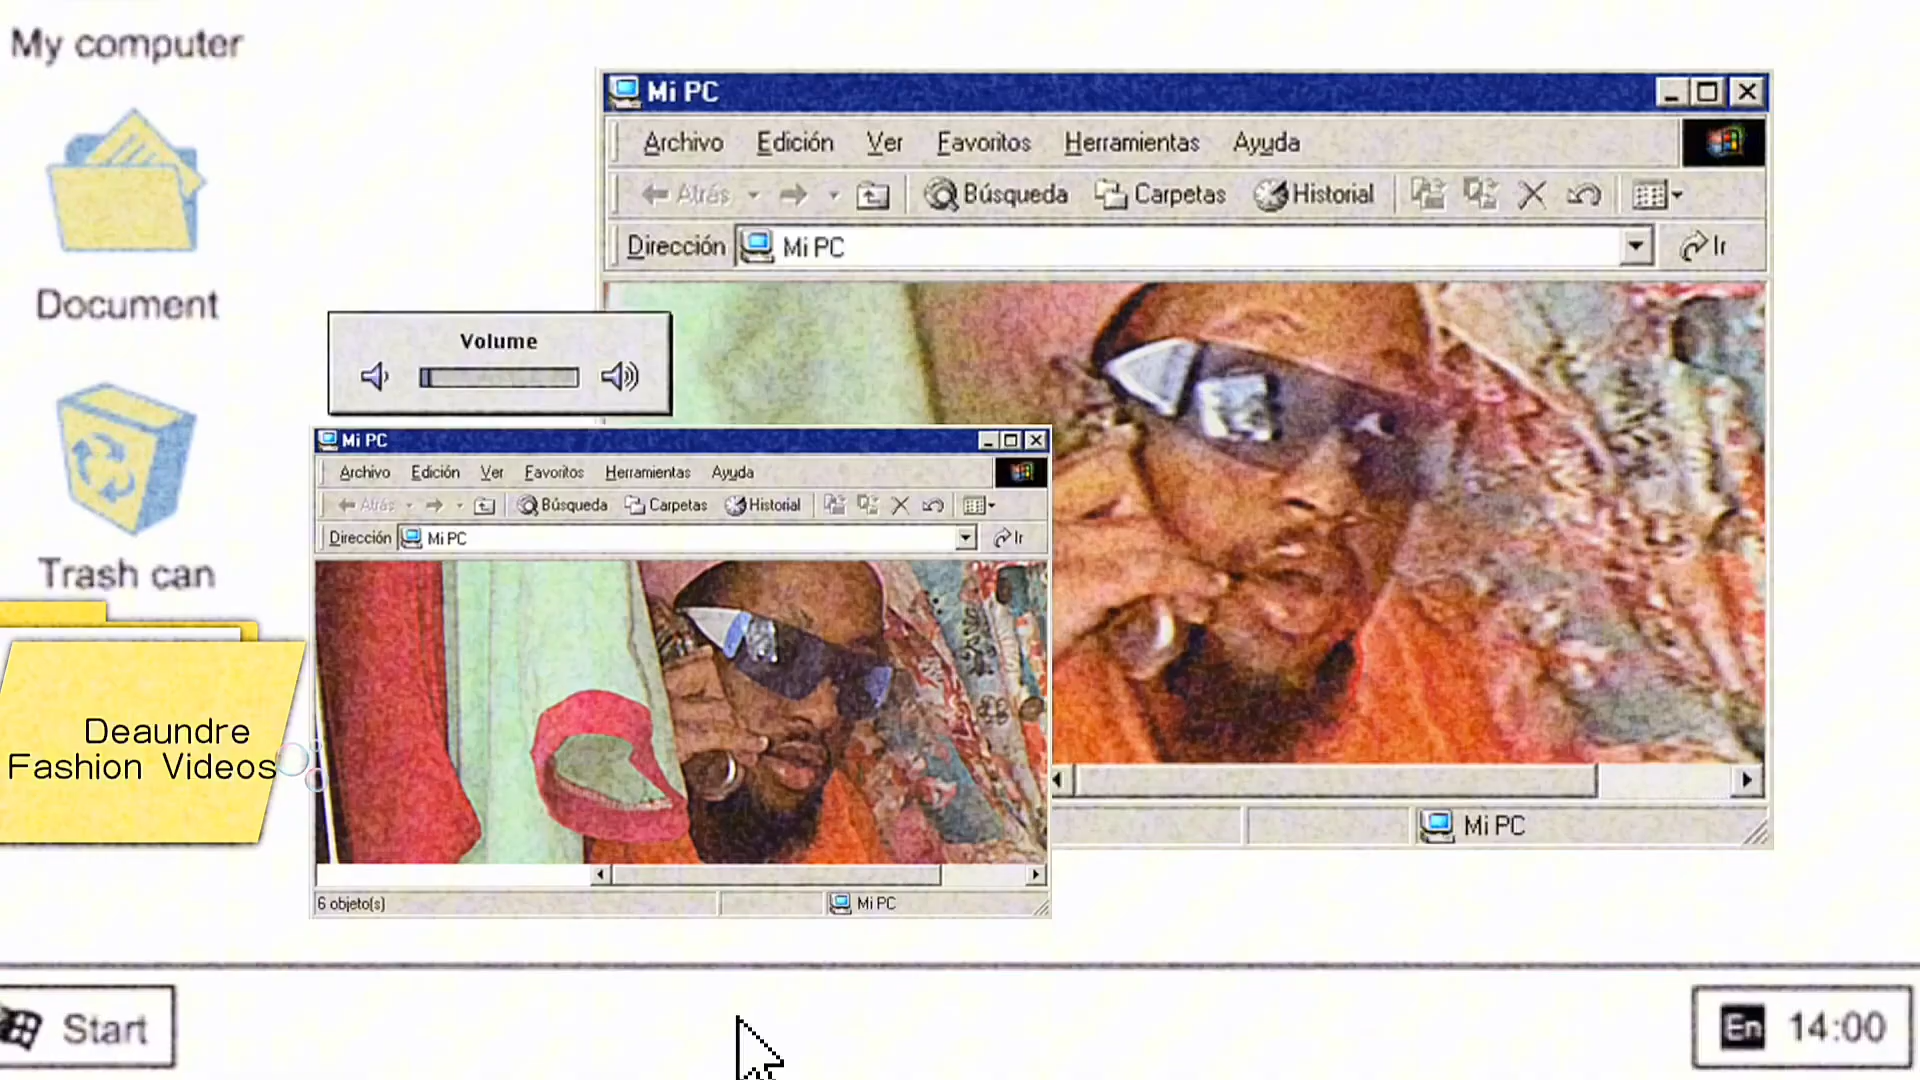 My computer
Document
Trash can
Deaundre
Fashion Videos
Mi PC
Archivo Edición Ver Favoritos Herramientas Ayuda
Atrás Búsqueda Carpetas Historial
Dirección Mi PC Ir
Mi PC
Volume
Mi PC
Archivo Edición Ver Favoritos Herramientas Ayuda
Atrás Búsqueda Carpetas Historial
Dirección Mi PC Ir
6 objeto(s) Mi PC
Start
En 14:00